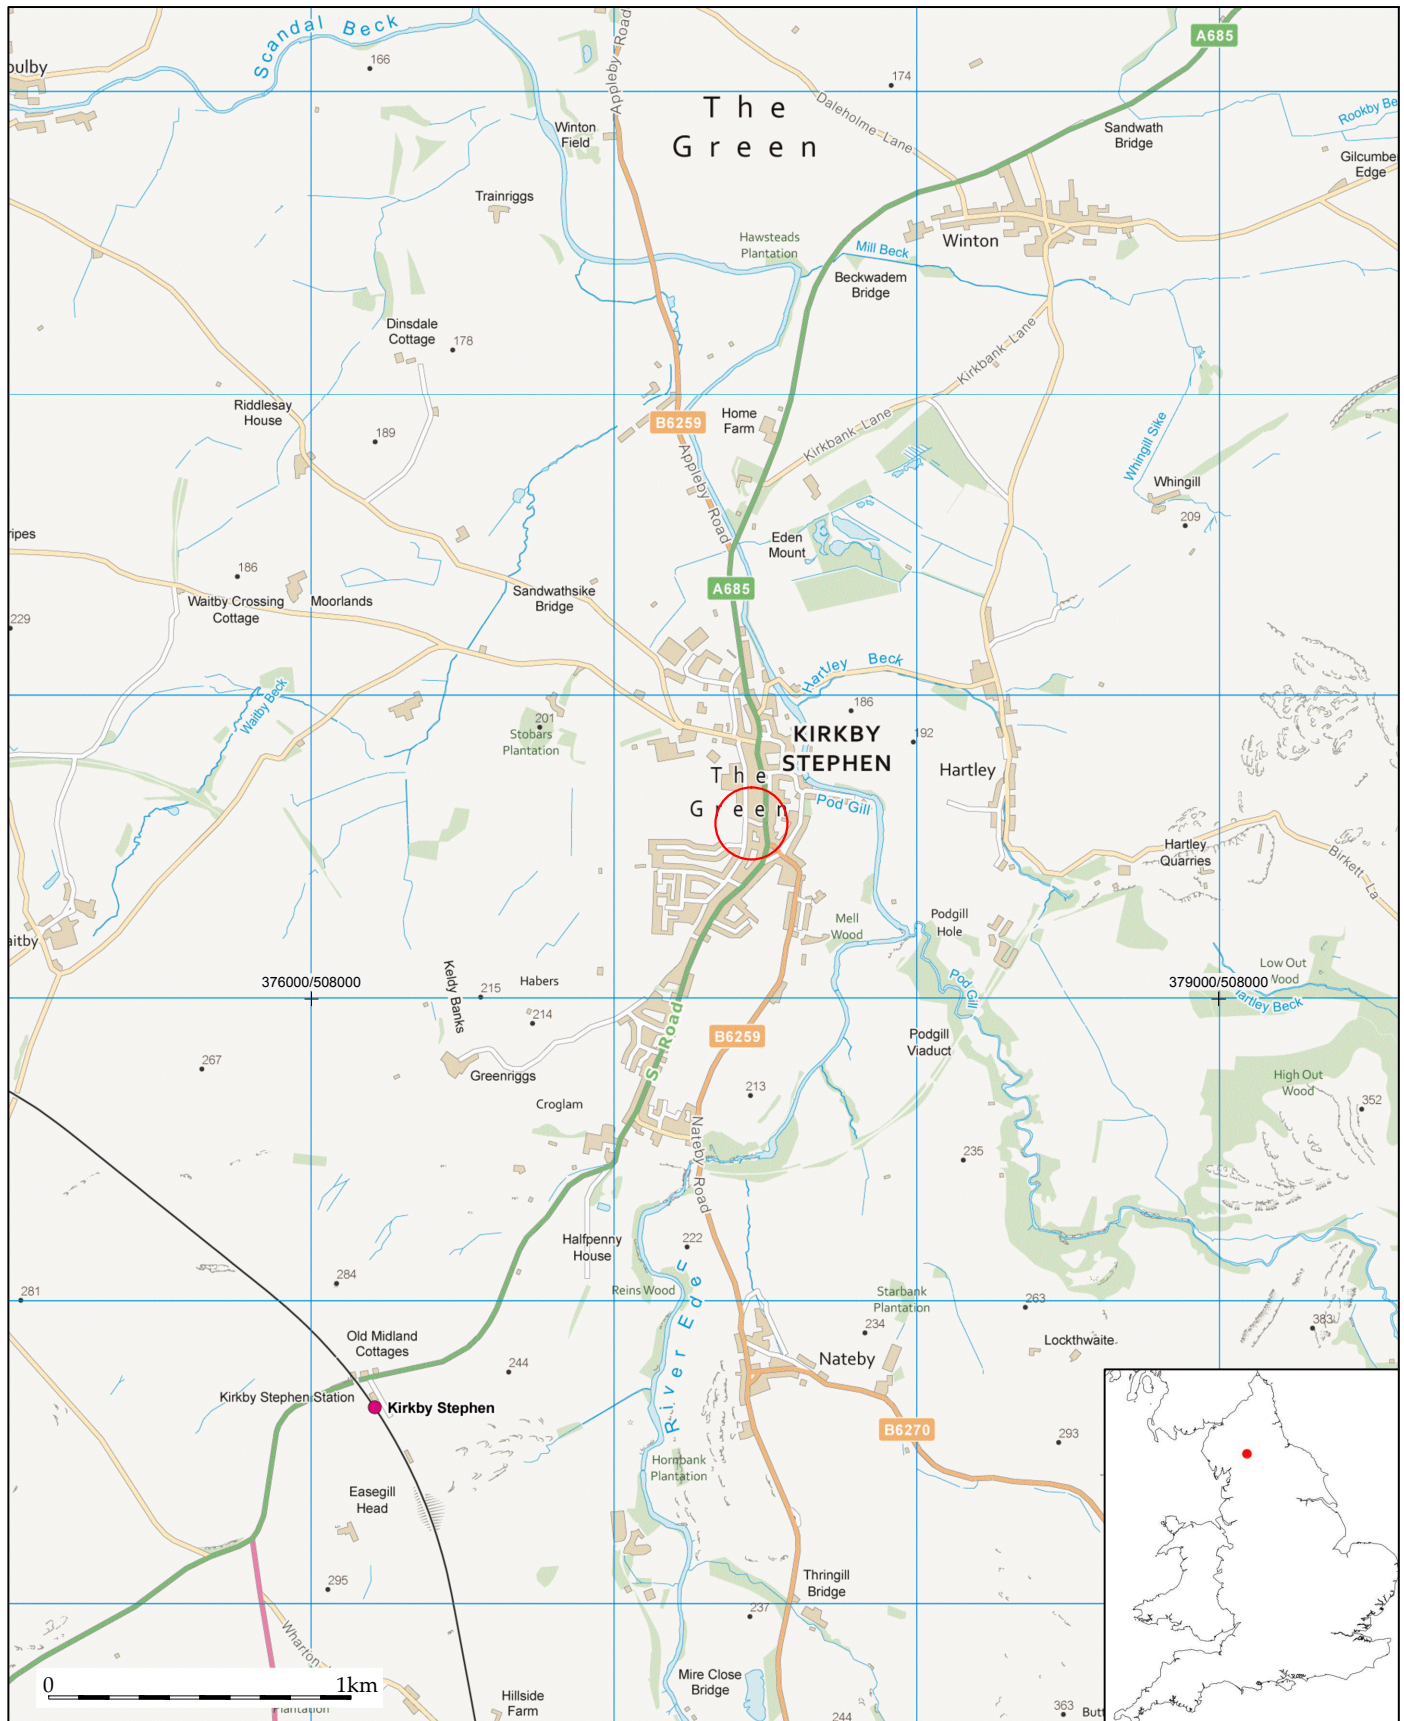 A685
Scandal Beck
oulby
166
Appleby Road
174
The
Green
Daleholme Lane
Rookby Be
Sandwath
Bridge
Winton
Field
Gilcumbe
Edge
Trainriggs
Hawsteads
Plantation
Winton
Mill Beck
Beckwadem
Bridge
Dinsdale
Cottage
178
Kirkbank Lane
Riddlesay
House
B6259
Home
Farm
Kirkbank Lane
189
Appleby Road
Whingill Sike
Whingill
209
ripes
Eden
Mount
186
A685
Sandwathsike
Bridge
Waitby Crossing
Cottage
Moorlands
229
Hartley Beck
Waitby Beck
186
201
Stobars
Plantation
KIRKBY
STEPHEN
192
Hartley
The
Green
Pod Gill
Hartley
Quarries
Birkett La
Mell
Wood
Podgill
Hole
aitby
Low Out
Wood
376000/508000
Keldy Banks
Habers
215
Pod Gill
379000/508000
artley Beck
214
S Road
B6259
Podgill
Viaduct
267
Greenriggs
High Out
Wood
213
352
Croglam
Nateby Road
235
Halfpenny
House
222
284
281
Reins Wood
River Eden
Starbank
Plantation
263
234
383
Old Midland
Cottages
Lockthwaite
Nateby
244
Kirkby Stephen Station
Kirkby Stephen
B6270
293
Hornbank
Plantation
Easegill
Head
Thringill
Bridge
295
237
Wharton
0 1km
Mire Close
Bridge
Hillside
Farm
Plantation
244
363
Butt